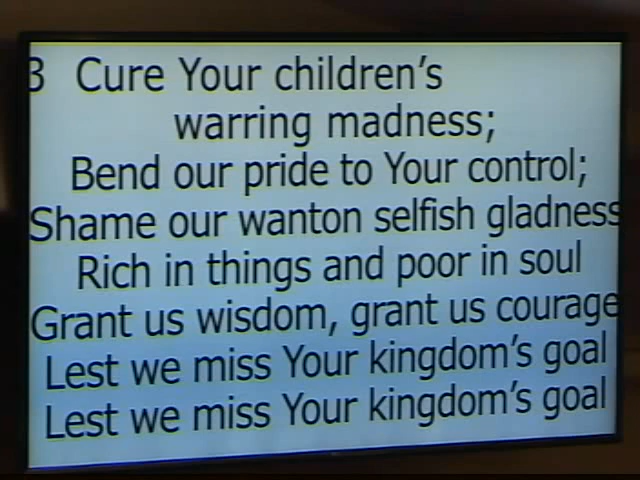 3 Cure Your children's
warring madness;
Bend our pride to Your control;
Shame our wanton selfish gladness
Rich in things and poor in soul
Grant us wisdom, grant us courage
Lest we miss Your kingdom's goal
Lest we miss Your kingdom's goal